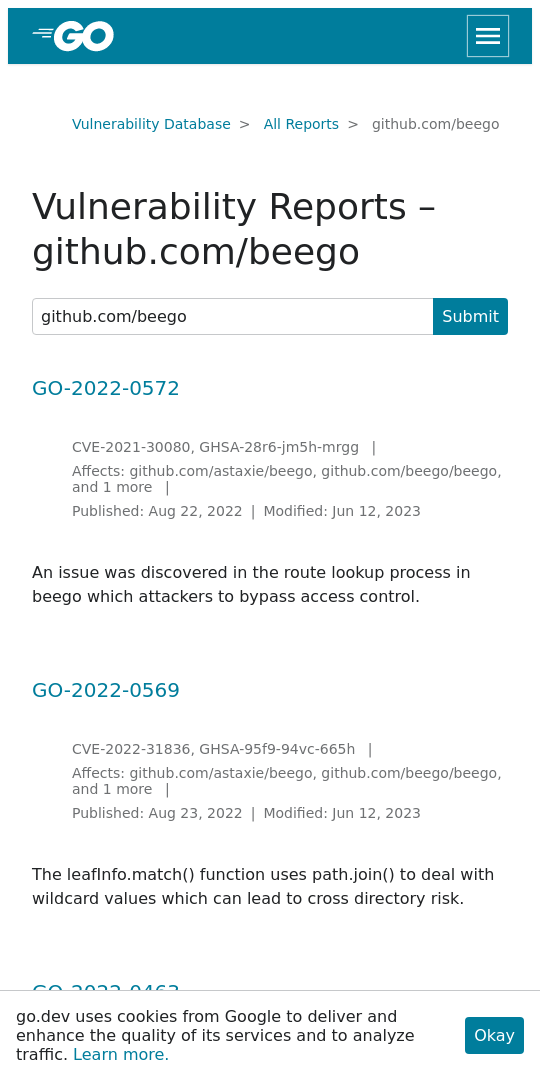 GO
Vulnerability Database > All Reports > github.com/beego
Vulnerability Reports –
github.com/beego
github.com/beego Submit
GO-2022-0572
CVE-2021-30080, GHSA-28r6-jm5h-mrgg |
Affects: github.com/astaxie/beego, github.com/beego/beego,
and 1 more |
Published: Aug 22, 2022 | Modified: Jun 12, 2023
An issue was discovered in the route lookup process in
beego which attackers to bypass access control.
GO-2022-0569
CVE-2022-31836, GHSA-95f9-94vc-665h |
Affects: github.com/astaxie/beego, github.com/beego/beego,
and 1 more |
Published: Aug 23, 2022 | Modified: Jun 12, 2023
The leafInfo.match() function uses path.join() to deal with
wildcard values which can lead to cross directory risk.
GO-2022-0463
go.dev uses cookies from Google to deliver and
enhance the quality of its services and to analyze
traffic. Learn more.
Okay